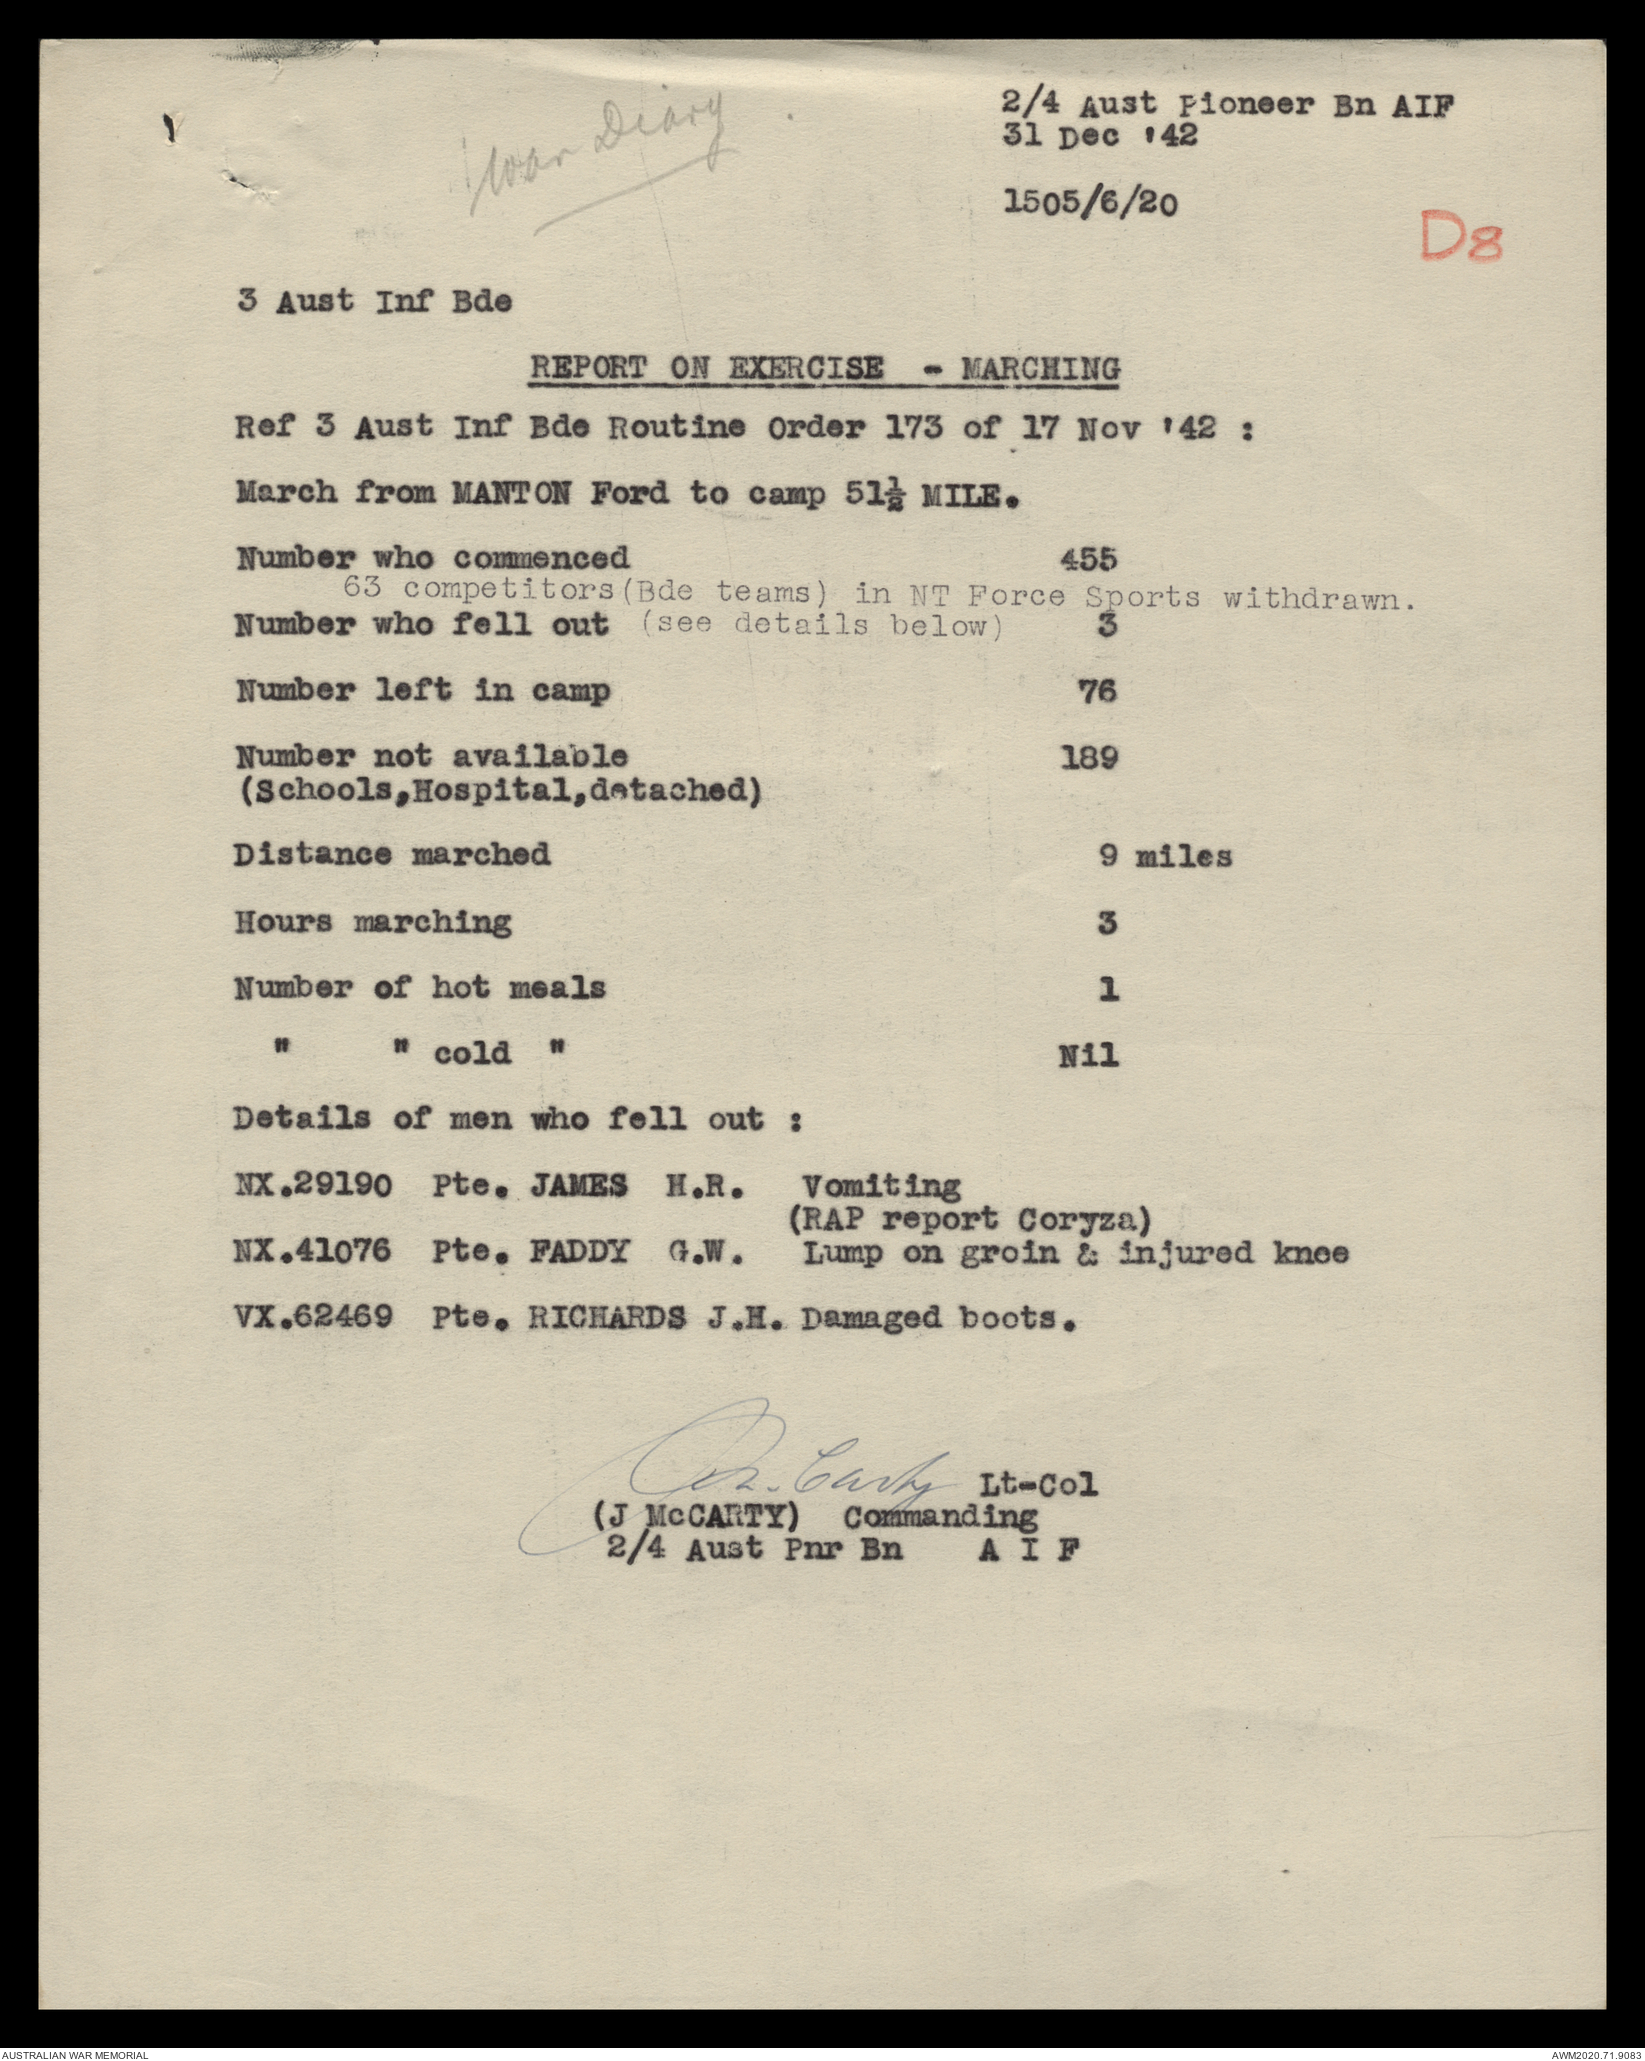 War Diary
2/4 Aust Pioneer Bn AIF
31 Dec '42
1505/6/20
D8
3 Aust Inf Bde
REPORT ON EXERCISE - MARCHING
Ref 3 Aust Inf Bde Routine Order 173 of 17 Nov '42 :
March from MANTON Ford to camp 51½ MILE.
Number who commenced 455
63 competitors(Bde teams) in NT Force Sports withdrawn.
Number who fell out (see details below) 3
Number left in camp 76
Number not available 189
(Schools,Hospital,detached)
Distance marched 9 miles
Hours marching 3
Number of hot meals 1
" " cold " Nil
Details of men who fell out :
NX.29190 Pte. JAMES H.R. Vomiting
(RAP report Coryza)
NX.41076 Pte. FADDY G.W. Lump on groin & injured knee
VX.62469 Pte. RICHARDS J.H. Damaged boots.
Lt-Col
(J McCARTY) Commanding
2/4 Aust Pnr Bn A I F
AUSTRALIAN WAR MEMORIAL
AWM2020.71.9083